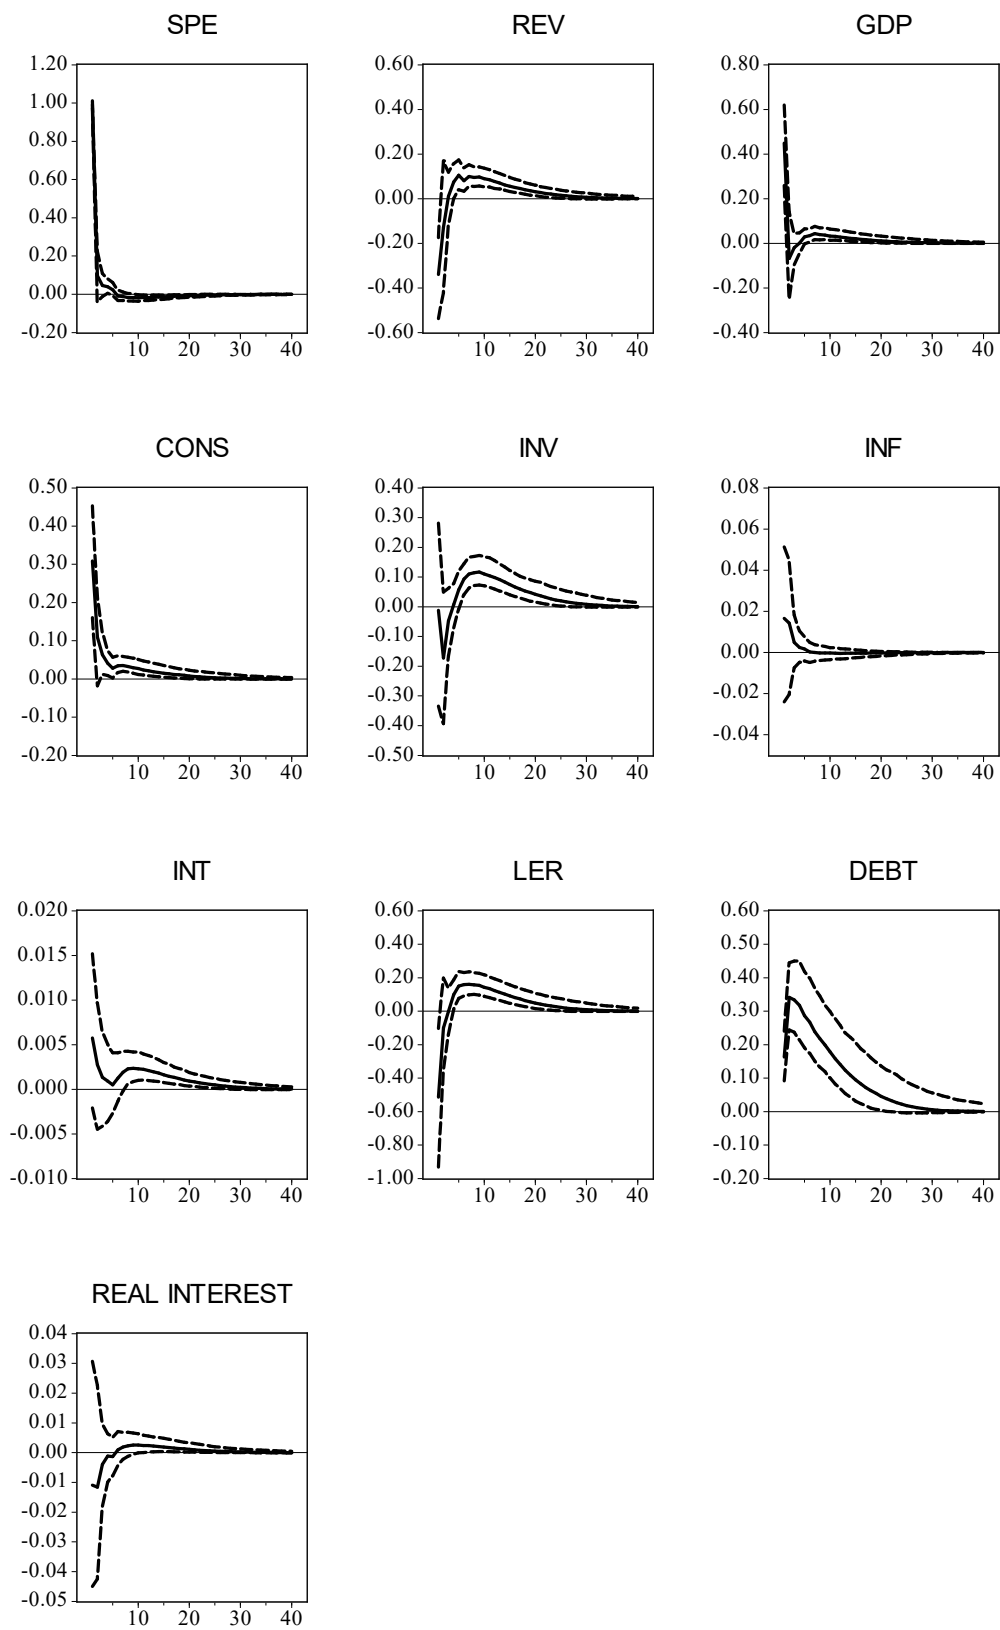 SPE REV GDP
1.20 0.60 0.80
1.00 0.40 0.60
0.80 0.20 0.40
0.60 0.00 0.20
0.40 -0.20 0.00
0.20 -0.40 -0.20
0.00 -0.60 -0.40
-0.20
10 20 30 40 10 20 30 40 10 20 30 40
CONS INV INF
0.50 0.40 0.08
0.40 0.30 0.06
0.30 0.20 0.04
0.20 0.10 0.02
0.10 0.00 0.00
0.00 -0.10 -0.02
-0.10 -0.20 -0.04
-0.20 -0.30
-0.40
-0.50
10 20 30 40 10 20 30 40 10 20 30 40
INT LER DEBT
0.020 0.60 0.60
0.015 0.40 0.50
0.010 0.20 0.40
0.005 0.00 0.30
0.000 -0.20 0.20
-0.005 -0.40 0.10
-0.010 -0.60 0.00
-0.80 -0.10
-1.00 -0.20
10 20 30 40 10 20 30 40 10 20 30 40
REAL INTEREST
0.04
0.03
0.02
0.01
0.00
-0.01
-0.02
-0.03
-0.04
-0.05
10 20 30 40